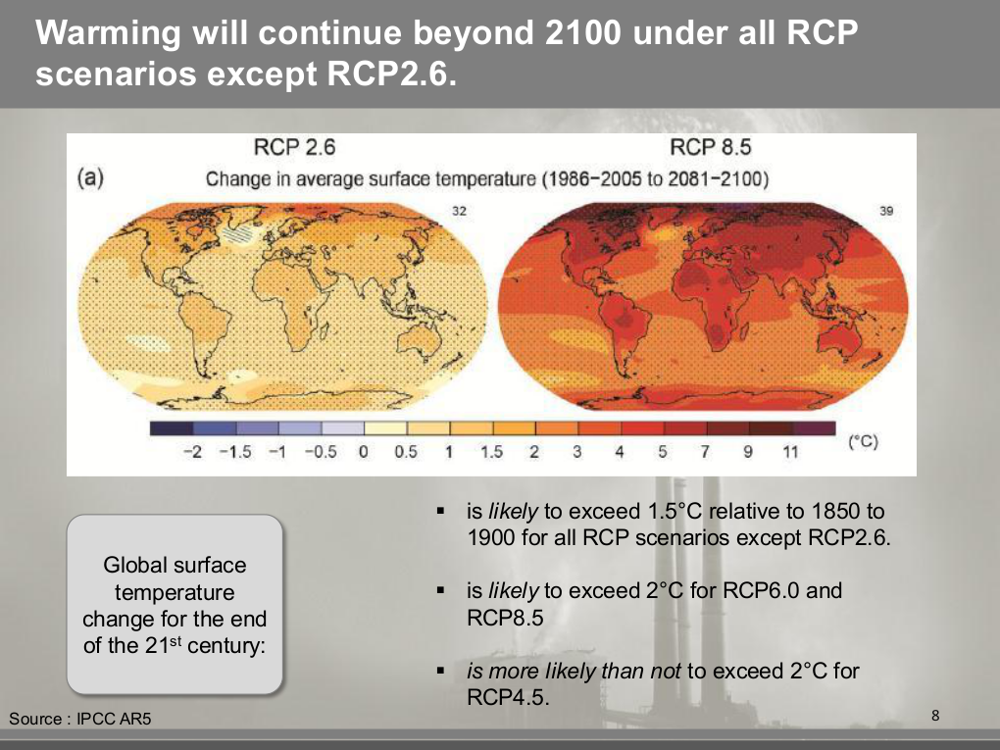 Warming will continue beyond 2100 under all RCP
scenarios except RCP2.6.
RCP 2.6
RCP 8.5
(a)
Change in average surface temperature (1986−2005 to 2081−2100)
32
39
−2 −1.5 −1 −0.5 0 0.5 1 1.5 2 3 4 5 7 9 11
(°C)
Global surface
temperature
change for the end
of the 21st century:
▪ is likely to exceed 1.5°C relative to 1850 to
1900 for all RCP scenarios except RCP2.6.
▪ is likely to exceed 2°C for RCP6.0 and
RCP8.5
▪ is more likely than not to exceed 2°C for
RCP4.5.
Source : IPCC AR5
8